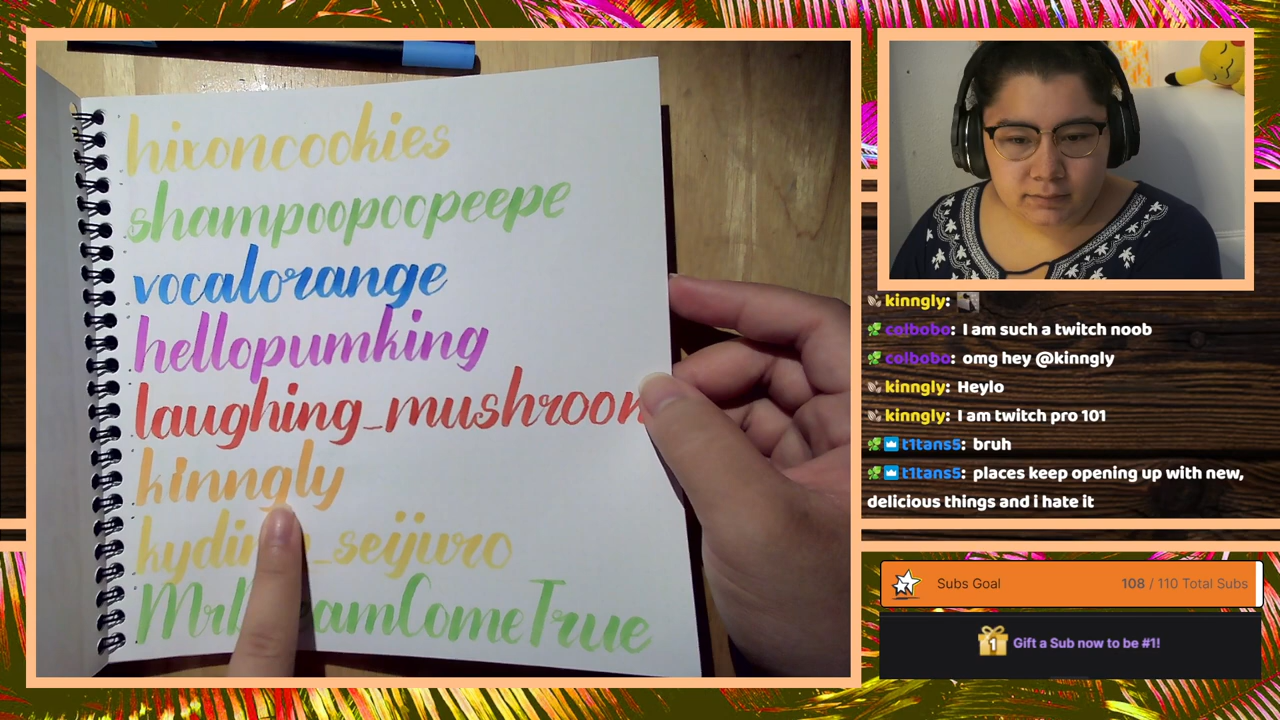 hixoncookies
shampoopoopeepe
vocalorange
hellopumking
laughing_mushroom
kinngly
seijuro
ComeTrue
kinngly:
colbobo: I am such a twitch noob
colbobo: omg hey @kinngly
kinngly: Heylo
kinngly: I am twitch pro 101
t1tans5: bruh
t1tans5: places keep opening up with new,
delicious things and i hate it
Subs Goal 108 / 110 Total Subs
1 Gift a Sub now to be #1!